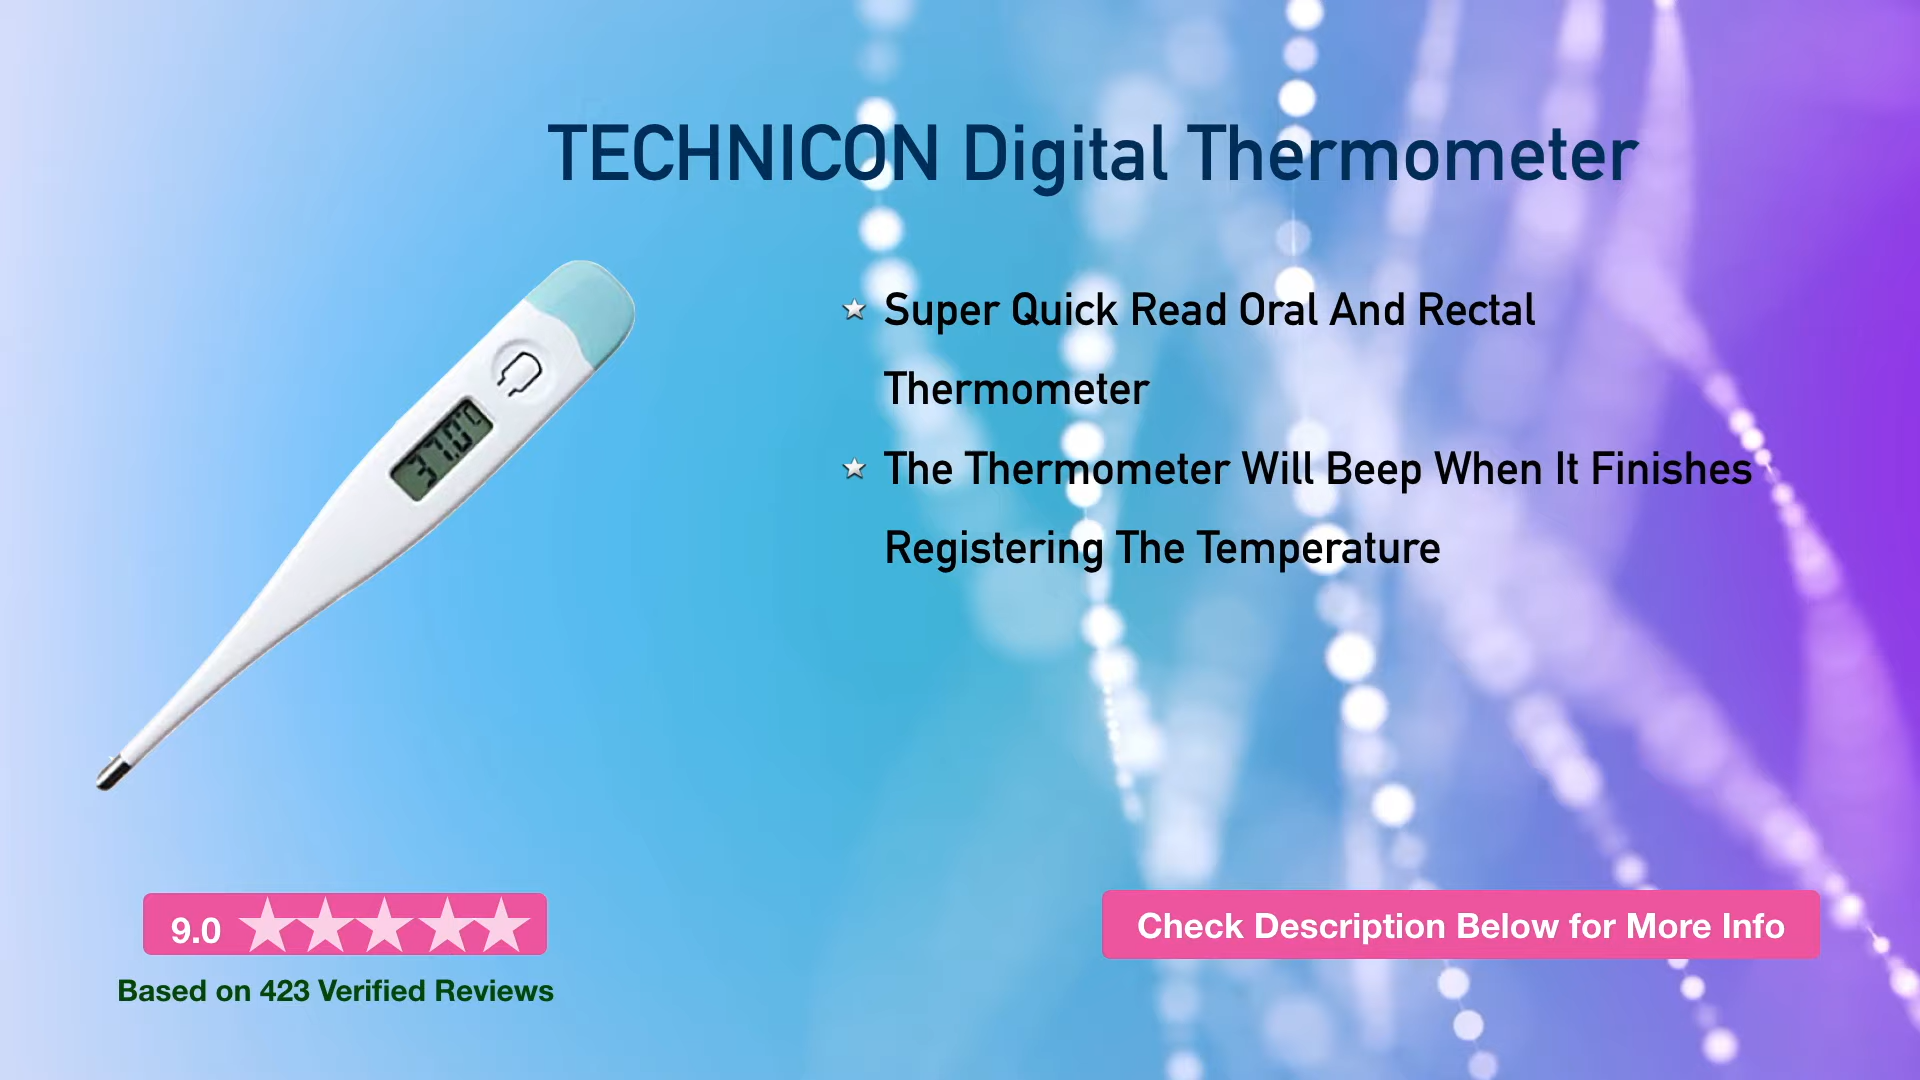 TECHNICON Digital Thermometer
Super Quick Read Oral And Rectal
Thermometer
The Thermometer Will Beep When It Finishes
Registering The Temperature
37.0°C
9.0
Based on 423 Verified Reviews
Check Description Below for More Info